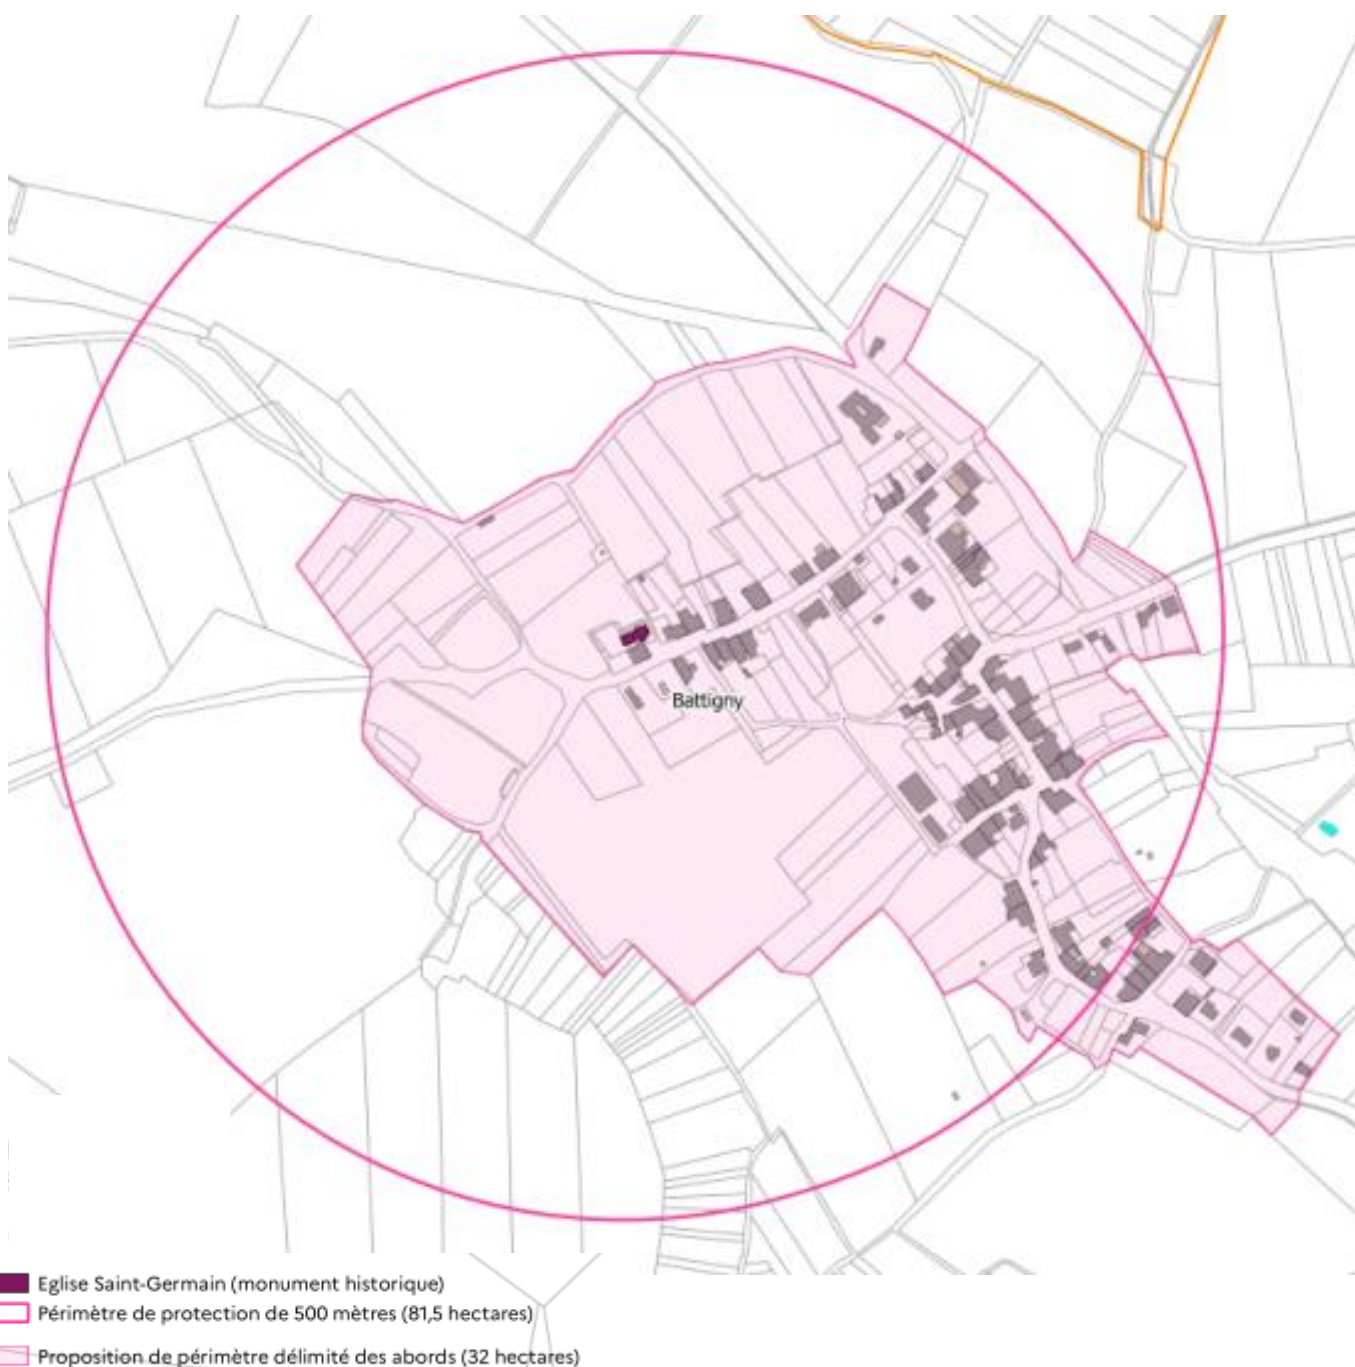 Battigny
Eglise Saint-Germain (monument historique)
Périmètre de protection de 500 mètres (81,5 hectares)
Proposition de périmètre délimité des abords (32 hectares)